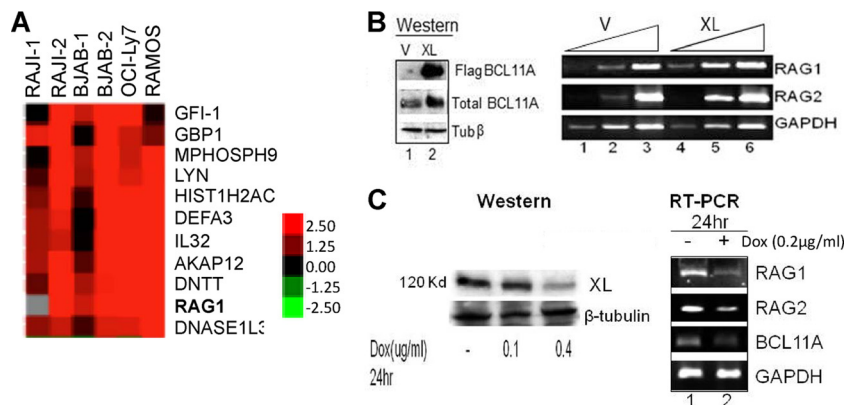 A
RAJI-1
RAJI-2
BJAB-1
BJAB-2
OCI-Ly7
RAMOS
GFI-1
GBP1
MPHOSPH9
LYN
HIST1H2AC
DEFA3
IL32
AKAP12
DNTT
RAG1
DNASE1L3
2.50
1.25
0.00
-1.25
-2.50
B
Western
V XL
Flag BCL11A
Total BCL11A
Tub β
1 2
V XL
RAG1
RAG2
GAPDH
1 2 3 4 5 6
C
Western
120 Kd
XL
β-tubulin
Dox(ug/ml) - 0.1 0.4
24hr
RT-PCR
24hr
- + Dox (0.2µg/ml)
RAG1
RAG2
BCL11A
GAPDH
1 2